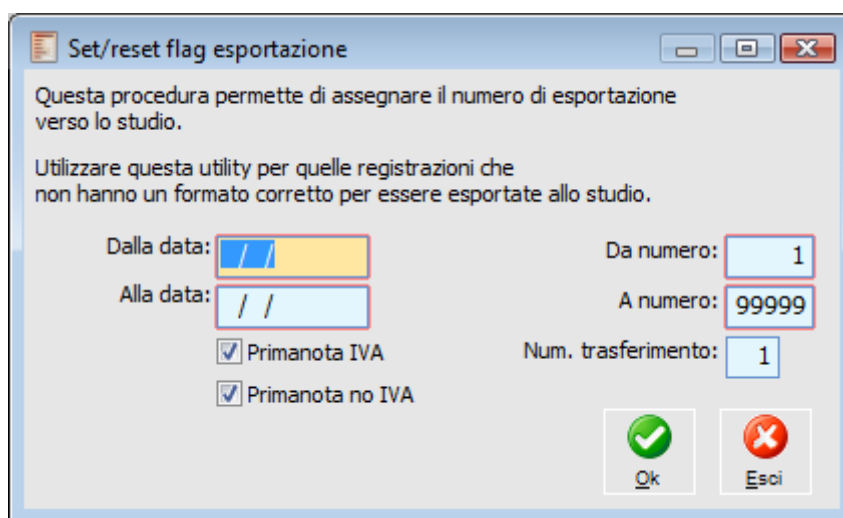 Set/reset flag esportazione
Questa procedura permette di assegnare il numero di esportazione
verso lo studio.
Utilizzare questa utility per quelle registrazioni che
non hanno un formato corretto per essere esportate allo studio.
Dalla data: / / Da numero: 1
Alla data: / / A numero: 99999
Primanota IVA Num. trasferimento: 1
Primanota no IVA
Ok Esci